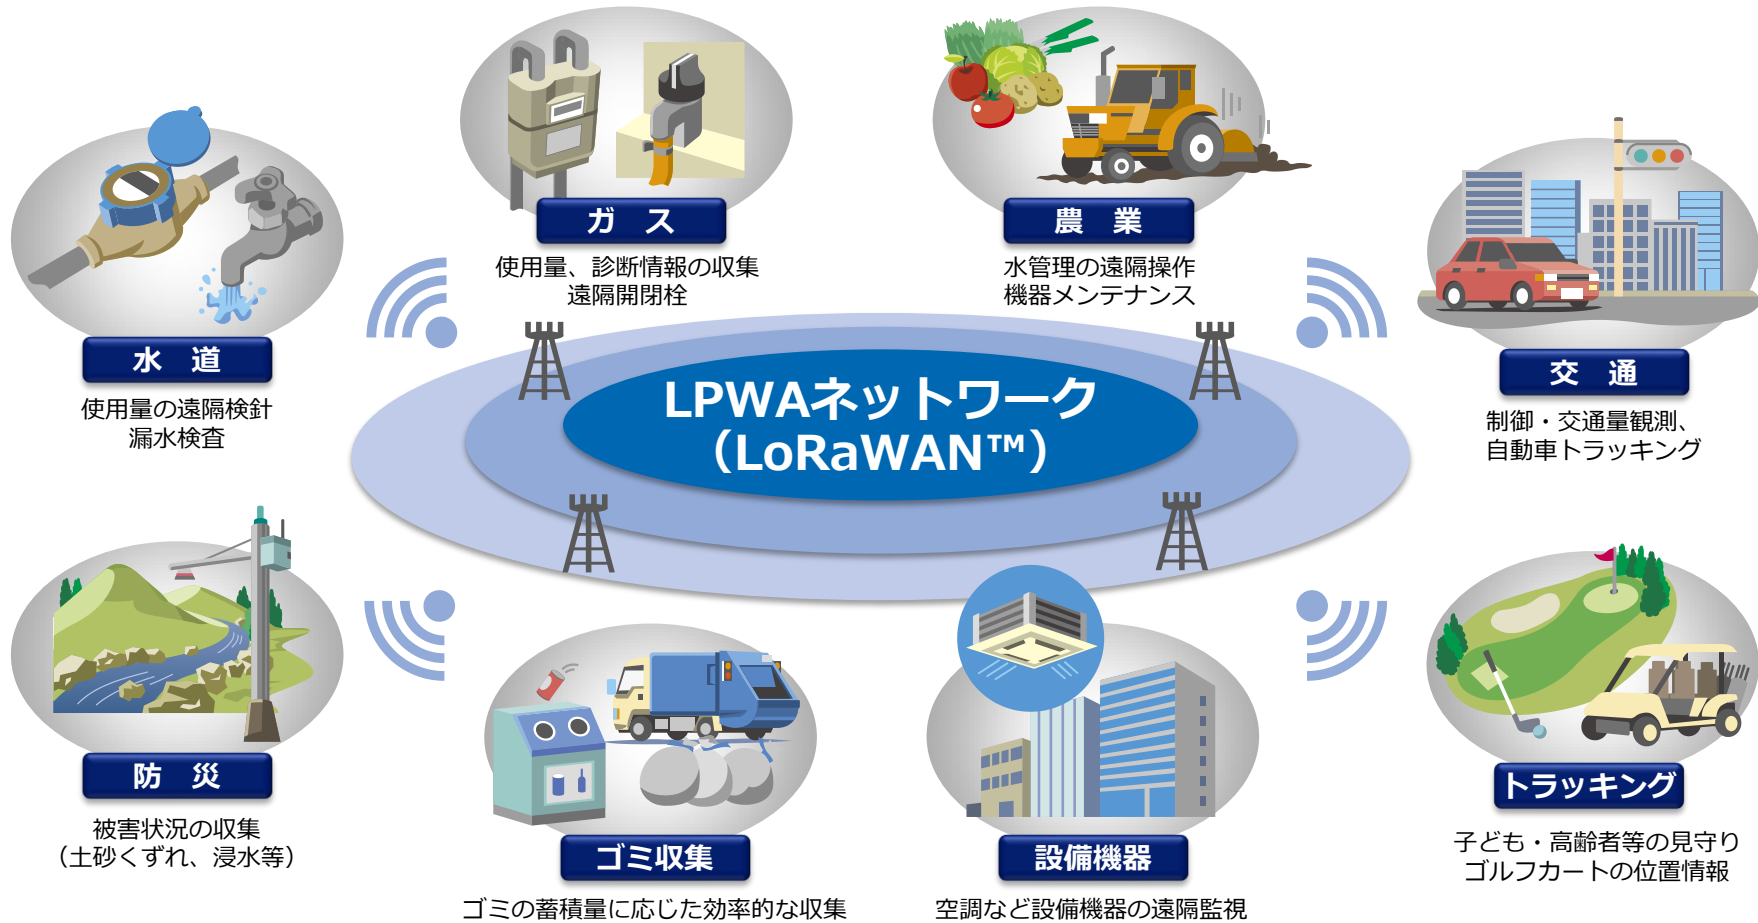 ガス
使用量、診断情報の収集
遠隔開閉栓
農業
水管理の遠隔操作
機器メンテナンス
水道
使用量の遠隔検針
漏水検査
交通
制御・交通量観測、
自動車トラッキング
LPWAネットワーク
（LoRaWAN™）
防災
被害状況の収集
（土砂くずれ、浸水等）
ゴミ収集
ゴミの蓄積量に応じた効率的な収集
設備機器
空調など設備機器の遠隔監視
トラッキング
子ども・高齢者等の見守り
ゴルフカートの位置情報